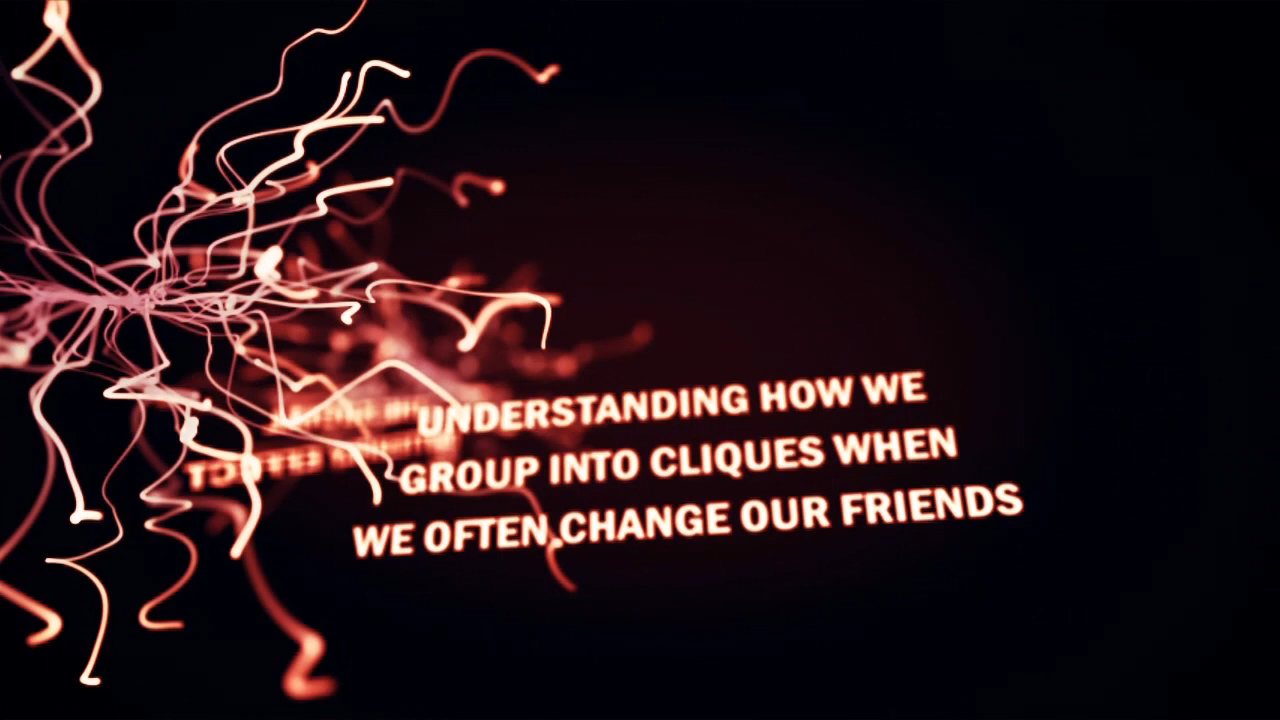 UNDERSTANDING HOW WE
GROUP INTO CLIQUES WHEN
WE OFTEN CHANGE OUR FRIENDS